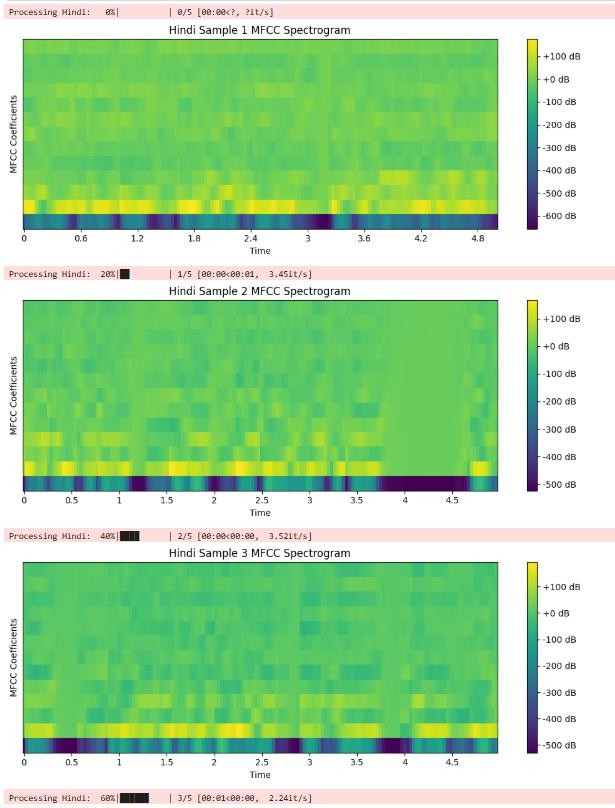 Processing Hindi:   0%|          | 0/5 [00:00<?, ?it/s]
Hindi Sample 1 MFCC Spectrogram
MFCC Coefficients
+100 dB
+0 dB
-100 dB
-200 dB
-300 dB
-400 dB
-500 dB
-600 dB
0 0.6 1.2 1.8 2.4 3 3.6 4.2 4.8
Time
Processing Hindi:  20%|██        | 1/5 [00:00<00:01,  3.45it/s]
Hindi Sample 2 MFCC Spectrogram
MFCC Coefficients
+100 dB
+0 dB
-100 dB
-200 dB
-300 dB
-400 dB
-500 dB
0 0.5 1 1.5 2 2.5 3 3.5 4 4.5
Time
Processing Hindi:  40%|████      | 2/5 [00:00<00:00,  3.52it/s]
Hindi Sample 3 MFCC Spectrogram
MFCC Coefficients
+100 dB
+0 dB
-100 dB
-200 dB
-300 dB
-400 dB
-500 dB
0 0.5 1 1.5 2 2.5 3 3.5 4 4.5
Time
Processing Hindi:  60%|██████    | 3/5 [00:01<00:00,  2.24it/s]